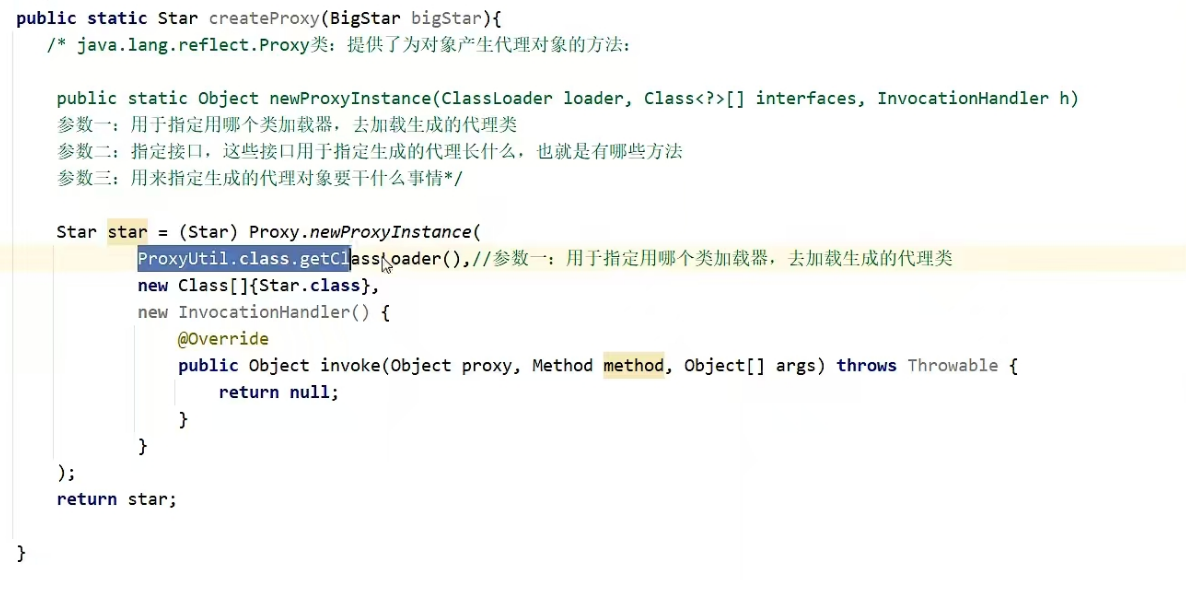 public static Star createProxy(BigStar bigStar){
/* java.lang.reflect.Proxy类：提供了为对象产生代理对象的方法：
public static Object newProxyInstance(ClassLoader loader, Class<?>[] interfaces, InvocationHandler h)
参数一：用于指定用哪个类加载器，去加载生成的代理类
参数二：指定接口，这些接口用于指定生成的代理长什么，也就是有哪些方法
参数三：用来指定生成的代理对象要干什么事情*/
Star star = (Star) Proxy.newProxyInstance(
ProxyUtil.class.getClassLoader(),//参数一：用于指定用哪个类加载器，去加载生成的代理类
new Class[]{Star.class},
new InvocationHandler() {
@Override
public Object invoke(Object proxy, Method method, Object[] args) throws Throwable {
return null;
}
}
);
return star;
}